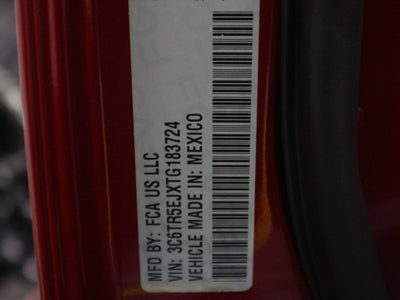 MFD BY: FCA US LLC
VIN: 3C6TR5EJXTG183724
VEHICLE MADE IN: MEXICO